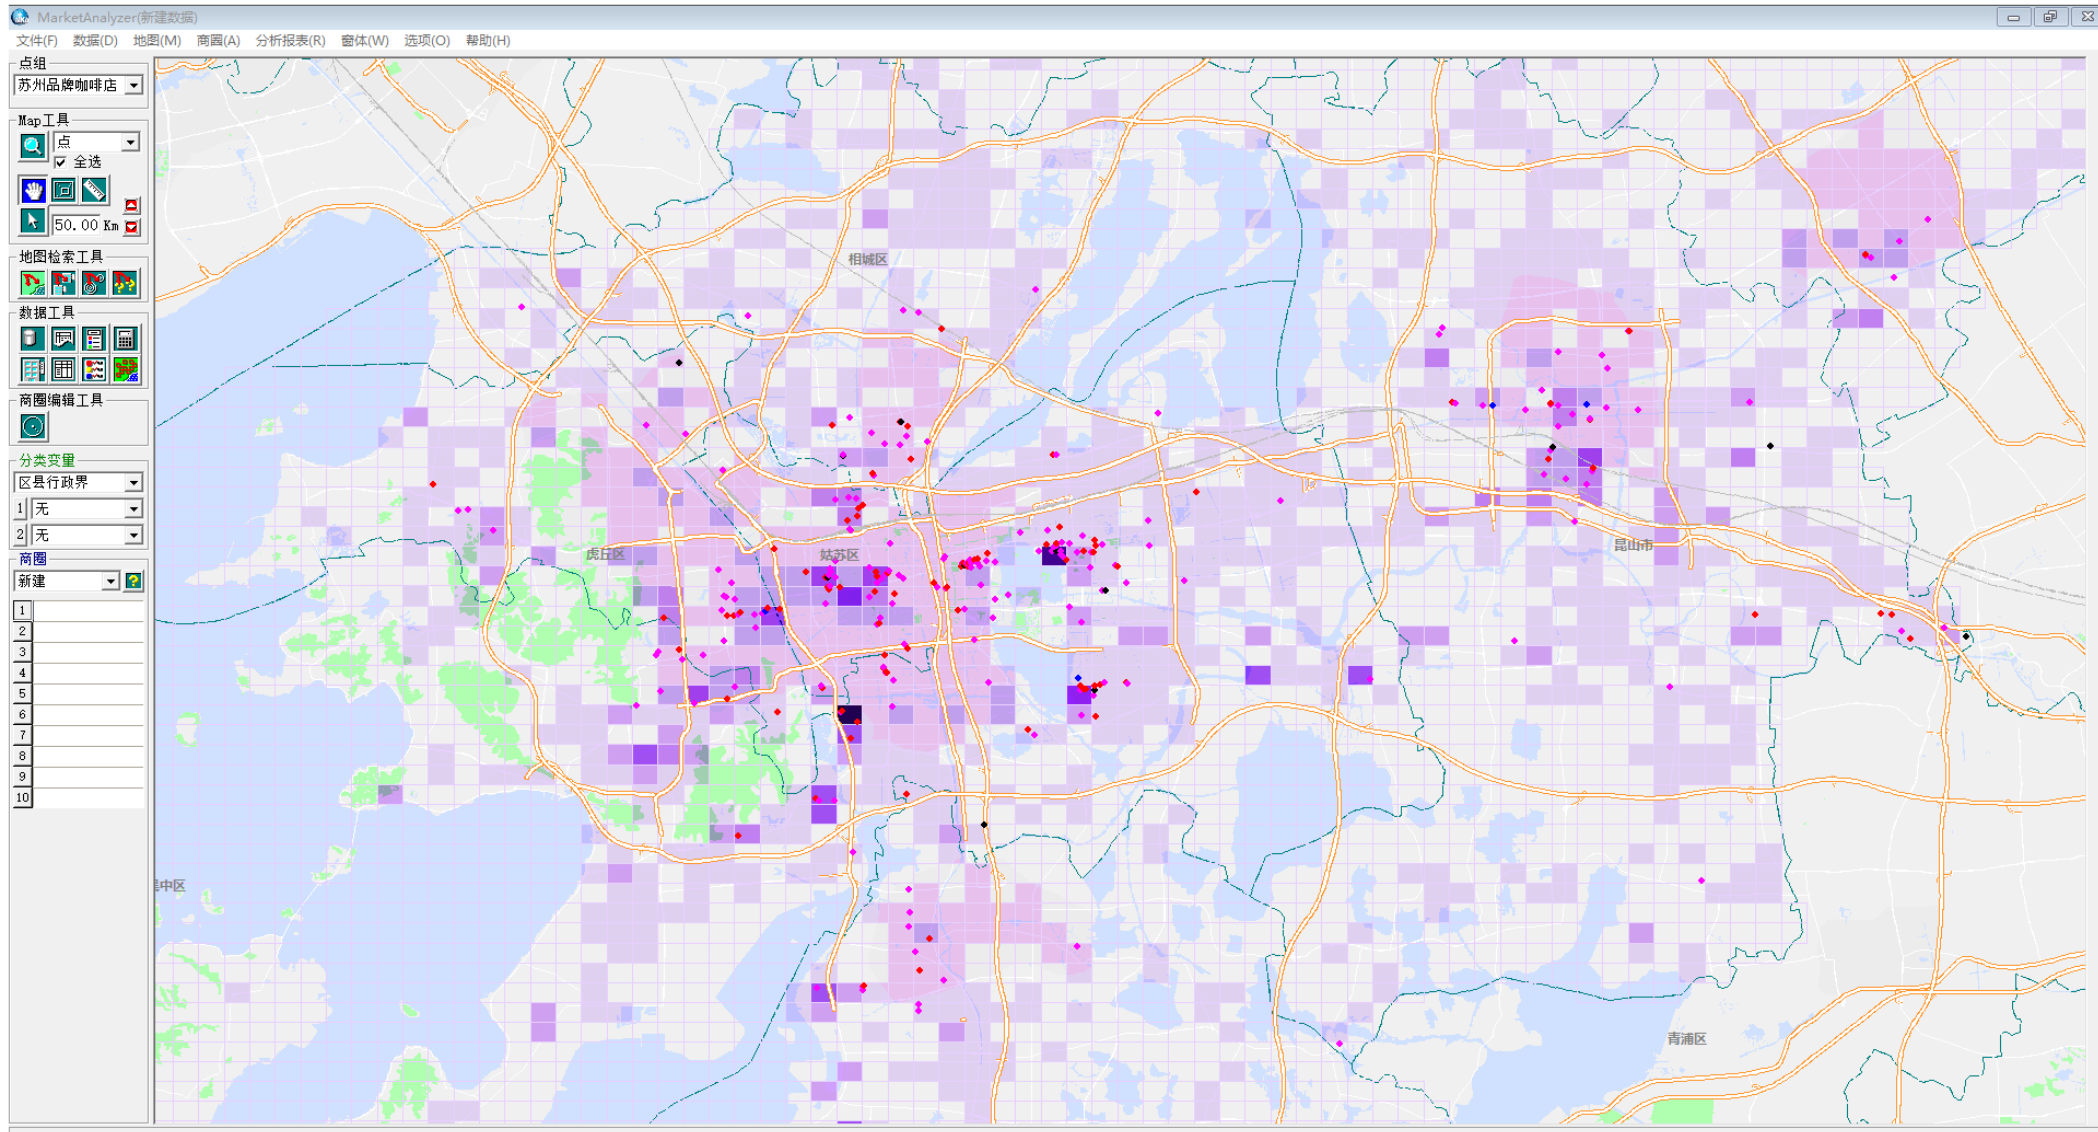 MarketAnalyzer(新建数据)
文件(F) 数据(D) 地图(M) 商圈(A) 分析报表(R) 窗体(W) 选项(O) 帮助(H)
点组
苏州品牌咖啡店
Map工具
点
全选
50.00 Km
地图检索工具
数据工具
商圈编辑工具
分类变量
区县行政界
1 无
2 无
商圈
新建 ?
1
2
3
4
5
6
7
8
9
10
相城区
虎丘区
姑苏区
昆山市
中区
青浦区